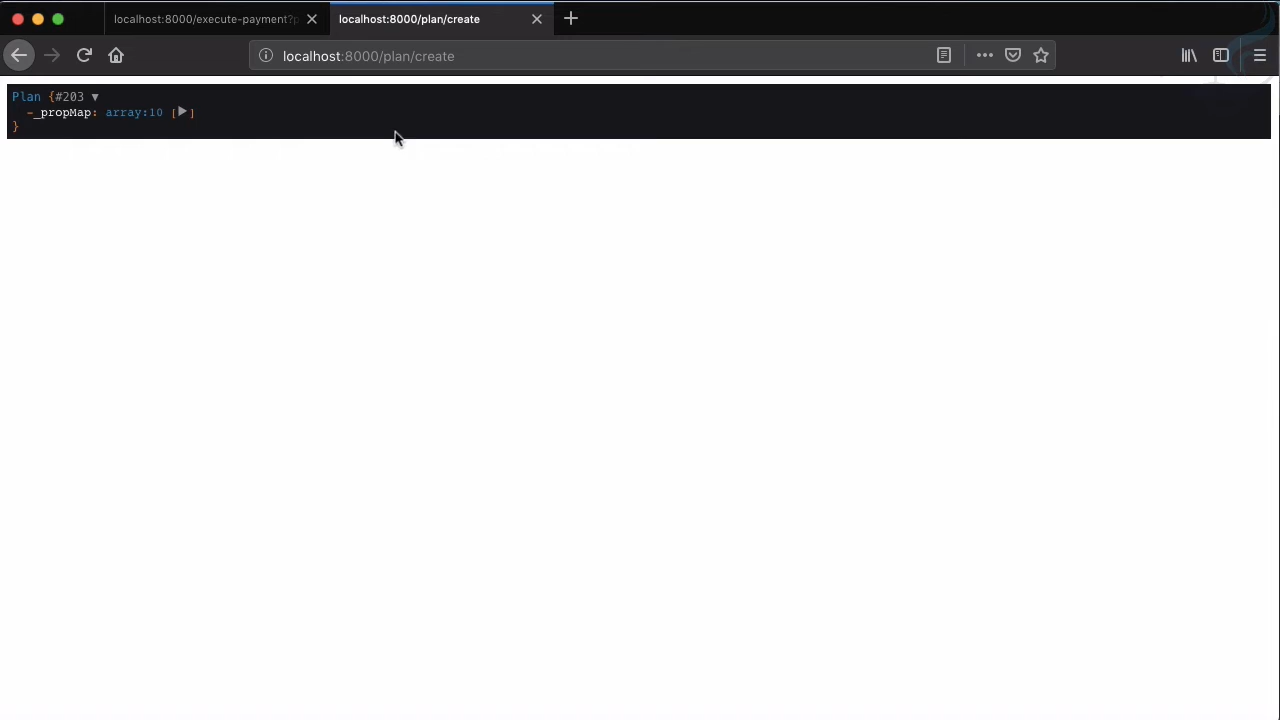 localhost:8000/execute-payment?p
localhost:8000/plan/create
localhost:8000/plan/create
Plan {#203 ▼
-_propMap: array:10 [▶]
}